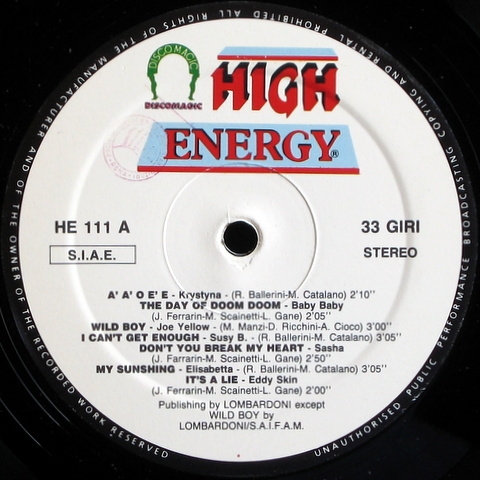 ALL RIGHTS OF THE MANUFACTURER AND OF THE OWNER OF THE RECORDED WORK RESERVED
UNAUTHORISED PUBLIC PERFORMANCE BROADCASTING COPYING AND RENTAL PROHIBITED
DISCOMAGIC
DISCOMAGIC
HIGH
ENERGY®
HE 111 A
33 GIRI
S.I.A.E.
STEREO
A' A' O E' E - Krystyna - (R. Ballerini-M. Catalano) 2'10"
THE DAY OF DOOM DOOM - Baby Baby
(J. Ferrarin-M. Scainetti-L. Gane) 2'05"
WILD BOY - Joe Yellow - (M. Manzi-D. Ricchini-A. Cioco) 3'00"
I CAN'T GET ENOUGH - Susy B. - (R. Ballerini-M. Catalano) 3'05"
DON'T YOU BREAK MY HEART - Sasha
(J. Ferrarin-M. Scainetti-L. Gane) 2'50"
MY SUNSHING - Elisabetta - (R. Ballerini-M. Catalano) 2'05"
IT'S A LIE - Eddy Skin
(J. Ferrarin-M. Scainetti-L. Gane) 2'00"
Publishing by LOMBARDONI except
WILD BOY by
LOMBARDONI/S.A.I.F.A.M.